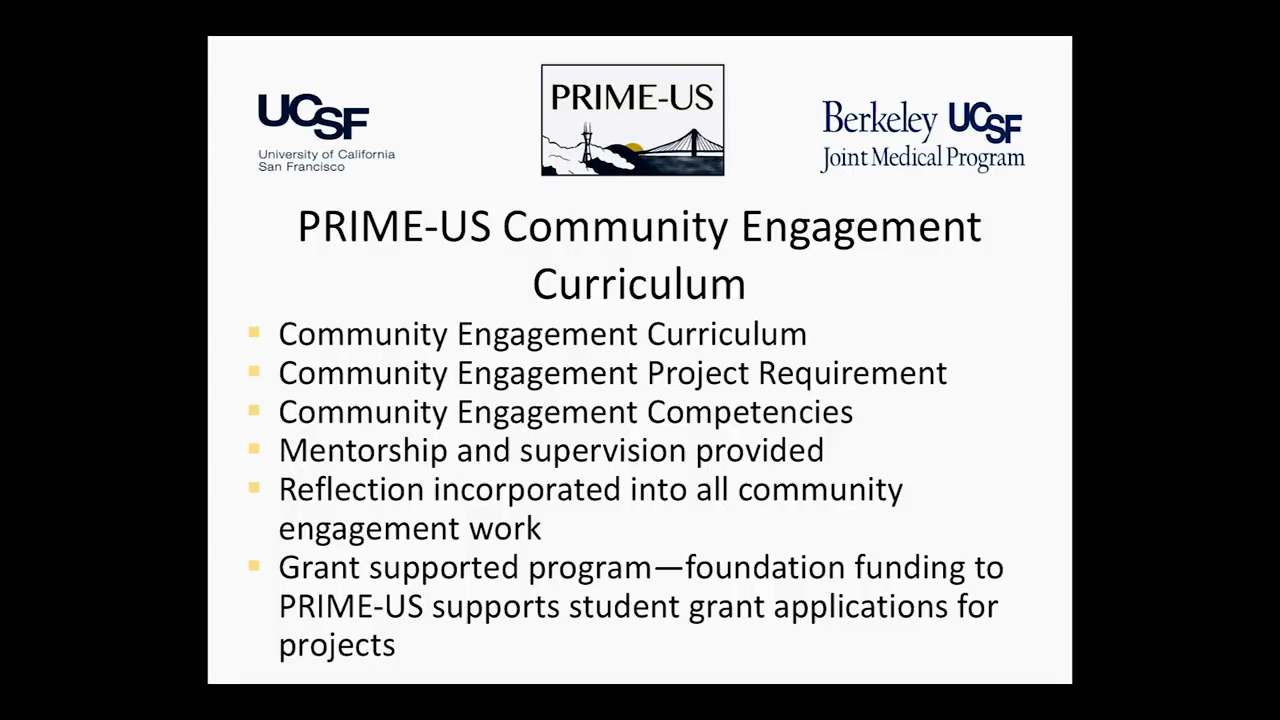 UCSF
University of California
San Francisco
PRIME-US
Berkeley UCSF
Joint Medical Program
PRIME-US Community Engagement
Curriculum
Community Engagement Curriculum
Community Engagement Project Requirement
Community Engagement Competencies
Mentorship and supervision provided
Reflection incorporated into all community
engagement work
Grant supported program—foundation funding to
PRIME-US supports student grant applications for
projects